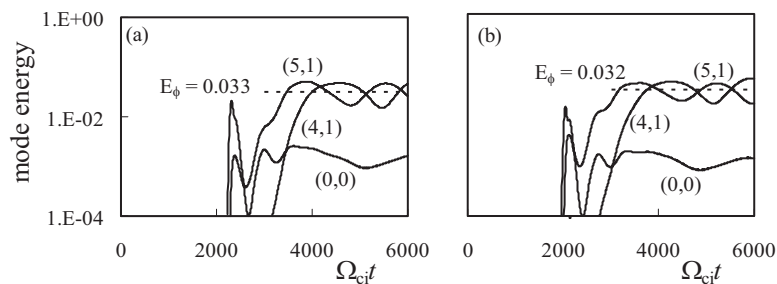 1.E+00
(a)
(5,1)
E_ϕ = 0.033
mode energy
1.E-02
(4,1)
(0,0)
1.E-04
0
2000
4000
6000
Ω_ci t
(b)
(5,1)
E_ϕ = 0.032
(4,1)
(0,0)
0
2000
4000
6000
Ω_ci t